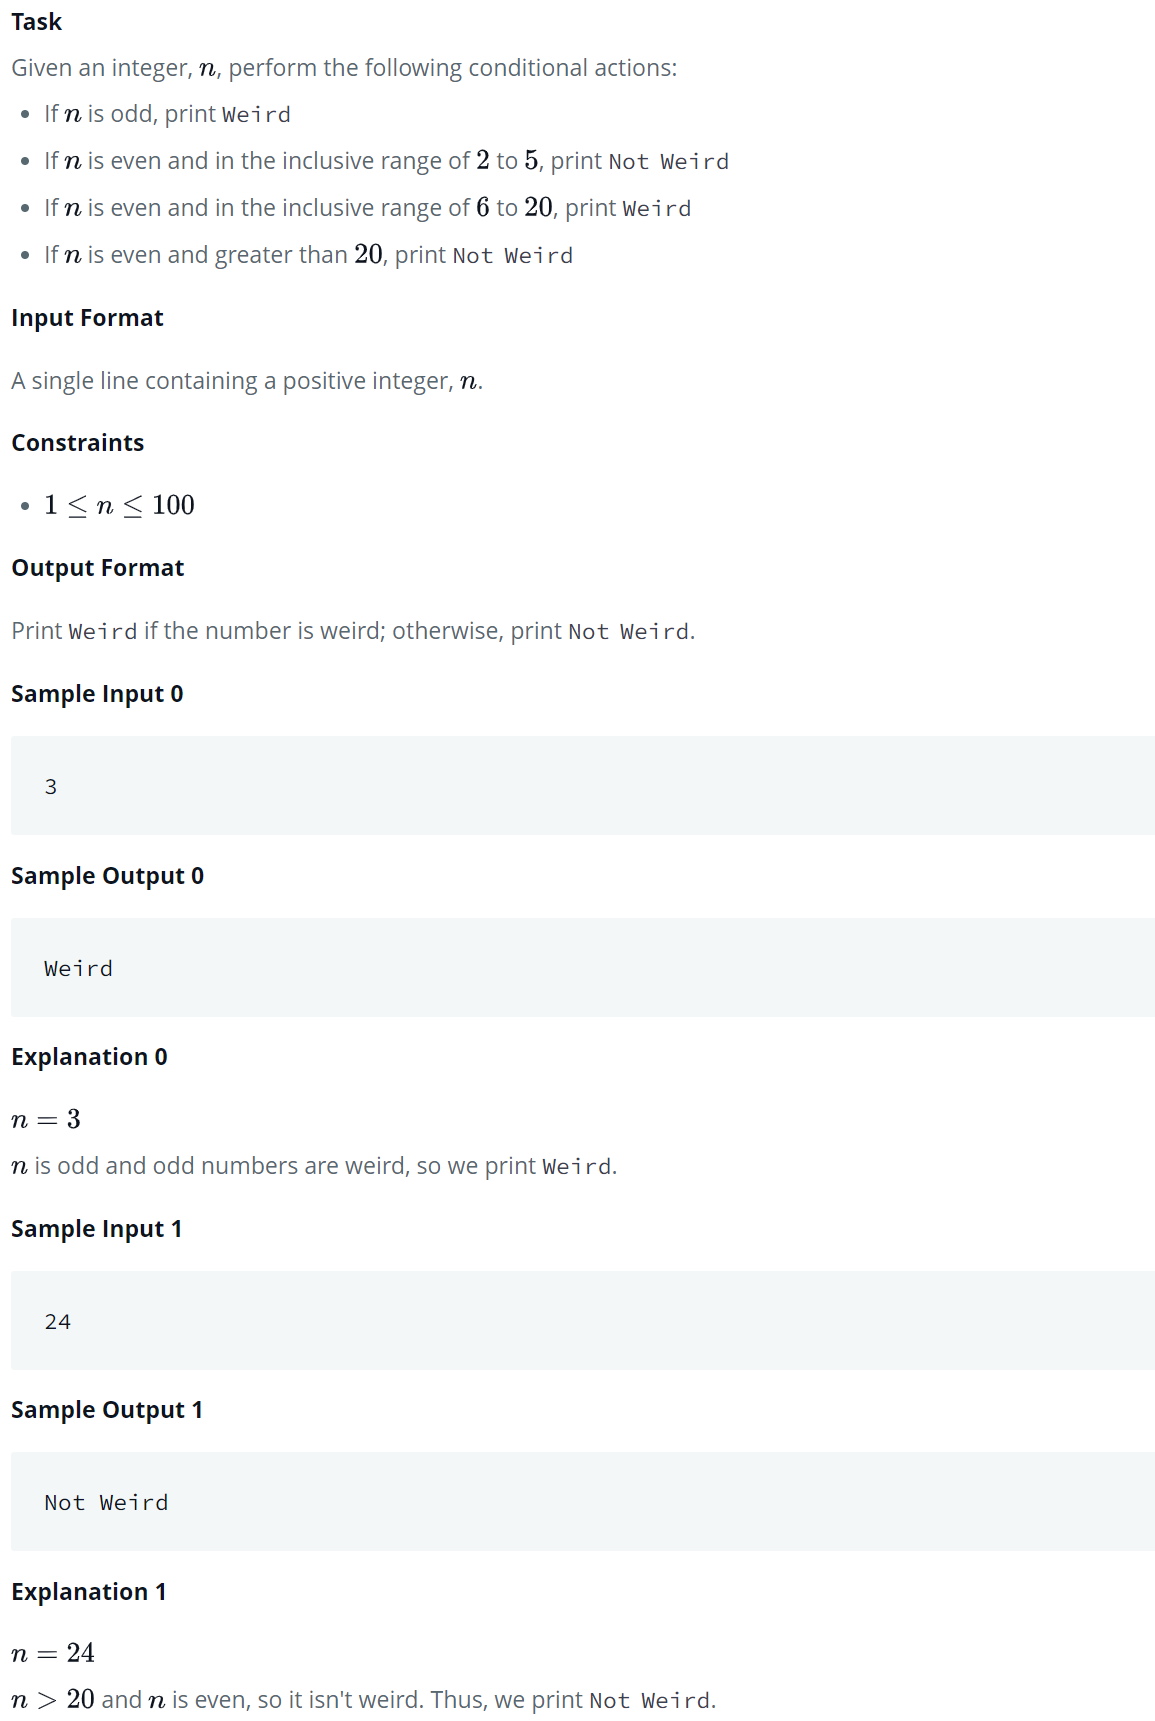 Task
Given an integer, n, perform the following conditional actions:
• If n is odd, print Weird
• If n is even and in the inclusive range of 2 to 5, print Not Weird
• If n is even and in the inclusive range of 6 to 20, print Weird
• If n is even and greater than 20, print Not Weird
Input Format
A single line containing a positive integer, n.
Constraints
• 1 ≤ n ≤ 100
Output Format
Print Weird if the number is weird; otherwise, print Not Weird.
Sample Input 0
3
Sample Output 0
Weird
Explanation 0
n = 3
n is odd and odd numbers are weird, so we print Weird.
Sample Input 1
24
Sample Output 1
Not Weird
Explanation 1
n = 24
n > 20 and n is even, so it isn't weird. Thus, we print Not Weird.